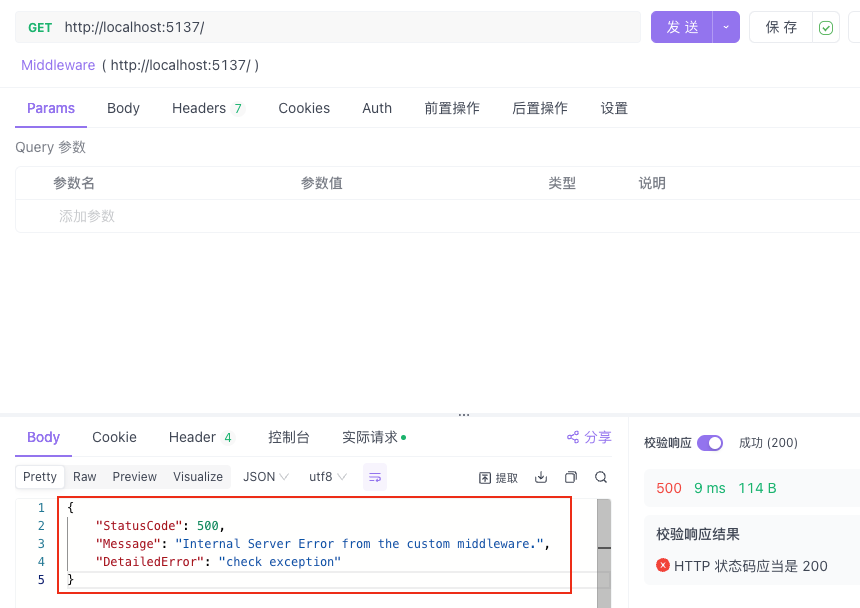 GET http://localhost:5137/ 发 送 保 存
Middleware ( http://localhost:5137/ )
Params Body Headers 7 Cookies Auth 前置操作 后置操作 设置
Query 参数
参数名 参数值 类型 说明
添加参数
Body Cookie Header 4 控制台 实际请求 分享
校验响应 成功 (200)
Pretty Raw Preview Visualize JSON utf8 提取
500 9 ms 114 B
1 {
2 "StatusCode": 500,
3 "Message": "Internal Server Error from the custom middleware.",
4 "DetailedError": "check exception"
5 }
校验响应结果
HTTP 状态码应当是 200